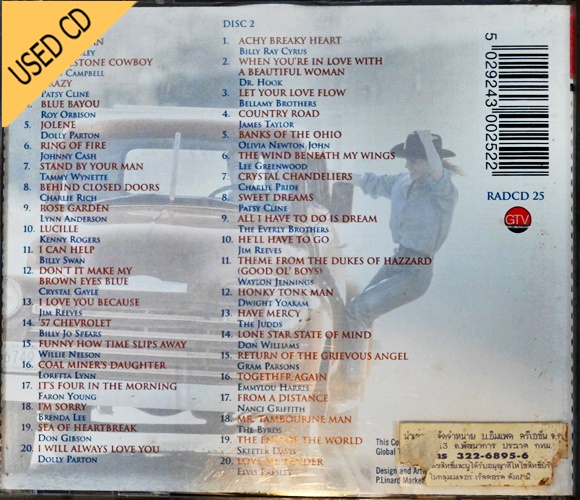 USED CD
CAMPBELL
PATSY CLINE
BLUE BAYOU
ROY ORBISON
5. JOLENE
DOLLY PARTON
6. RING OF FIRE
JOHNNY CASH
7. STAND BY YOUR MAN
TAMMY WYNETTE
8. BEHIND CLOSED DOORS
CHARLIE RICH
9. ROSE GARDEN
LYNN ANDERSON
10. LUCILLE
KENNY ROGERS
11. I CAN HELP
BILLY SWAN
12. DON'T IT MAKE MY
BROWN EYES BLUE
CRYSTAL GAYLE
13. I LOVE YOU BECAUSE
JIM REEVES
14. '57 CHEVROLET
BILLY JO SPEARS
15. FUNNY HOW TIME SLIPS AWAY
WILLIE NELSON
16. COAL MINER'S DAUGHTER
LORETTA LYNN
17. IT'S FOUR IN THE MORNING
FARON YOUNG
18. I'M SORRY
BRENDA LEE
19. SEA OF HEARTBREAK
DON GIBSON
20. I WILL ALWAYS LOVE YOU
DOLLY PARTON
DISC 2
1. ACHY BREAKY HEART
BILLY RAY CYRUS
2. WHEN YOU'RE IN LOVE WITH
A BEAUTIFUL WOMAN
DR. HOOK
3. LET YOUR LOVE FLOW
BELLAMY BROTHERS
4. COUNTRY ROAD
JAMES TAYLOR
5. BANKS OF THE OHIO
OLIVIA NEWTON JOHN
6. THE WIND BENEATH MY WINGS
LEE GREENWOOD
7. CRYSTAL CHANDELIERS
CHARLIE PRIDE
8. SWEET DREAMS
PATSY CLINE
9. ALL I HAVE TO DO IS DREAM
THE EVERLY BROTHERS
10. HE'LL HAVE TO GO
JIM REEVES
11. THEME FROM THE DUKES OF HAZZARD
(GOOD OL' BOYS)
WAYLON JENNINGS
12. HONKY TONK MAN
DWIGHT YOAKAM
13. HAVE MERCY
THE JUDDS
14. LONE STAR STATE OF MIND
DON WILLIAMS
15. RETURN OF THE GRIEVOUS ANGEL
GRAM PARSONS
16. TOGETHER AGAIN
EMMYLOU HARRIS
17. FROM A DISTANCE
NANCI GRIFFITH
18. MR. TAMBOURINE MAN
THE BYRDS
19. THE END OF THE WORLD
SKEETER DAVIS
20. LOVE ME TENDER
ELVIS PRESLEY
5 029243 002522
RADCD 25
GTV
This Co
Global T
Design and Artw
P.Linard Market
322-6895-6